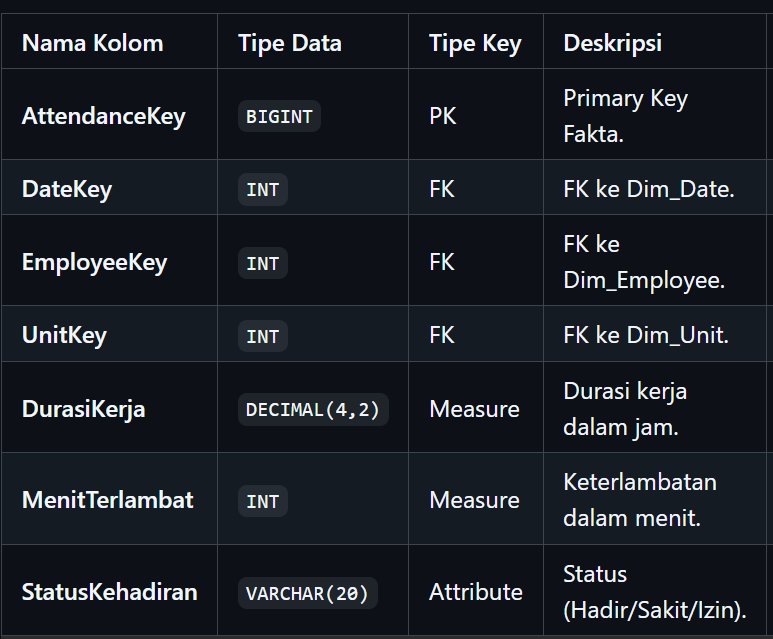 Nama Kolom Tipe Data Tipe Key Deskripsi
AttendanceKey BIGINT PK Primary Key
Fakta.
DateKey INT FK FK ke Dim_Date.
EmployeeKey INT FK FK ke
Dim_Employee.
UnitKey INT FK FK ke Dim_Unit.
DurasiKerja DECIMAL(4,2) Measure Durasi kerja
dalam jam.
MenitTerlambat INT Measure Keterlambatan
dalam menit.
StatusKehadiran VARCHAR(20) Attribute Status
(Hadir/Sakit/Izin).